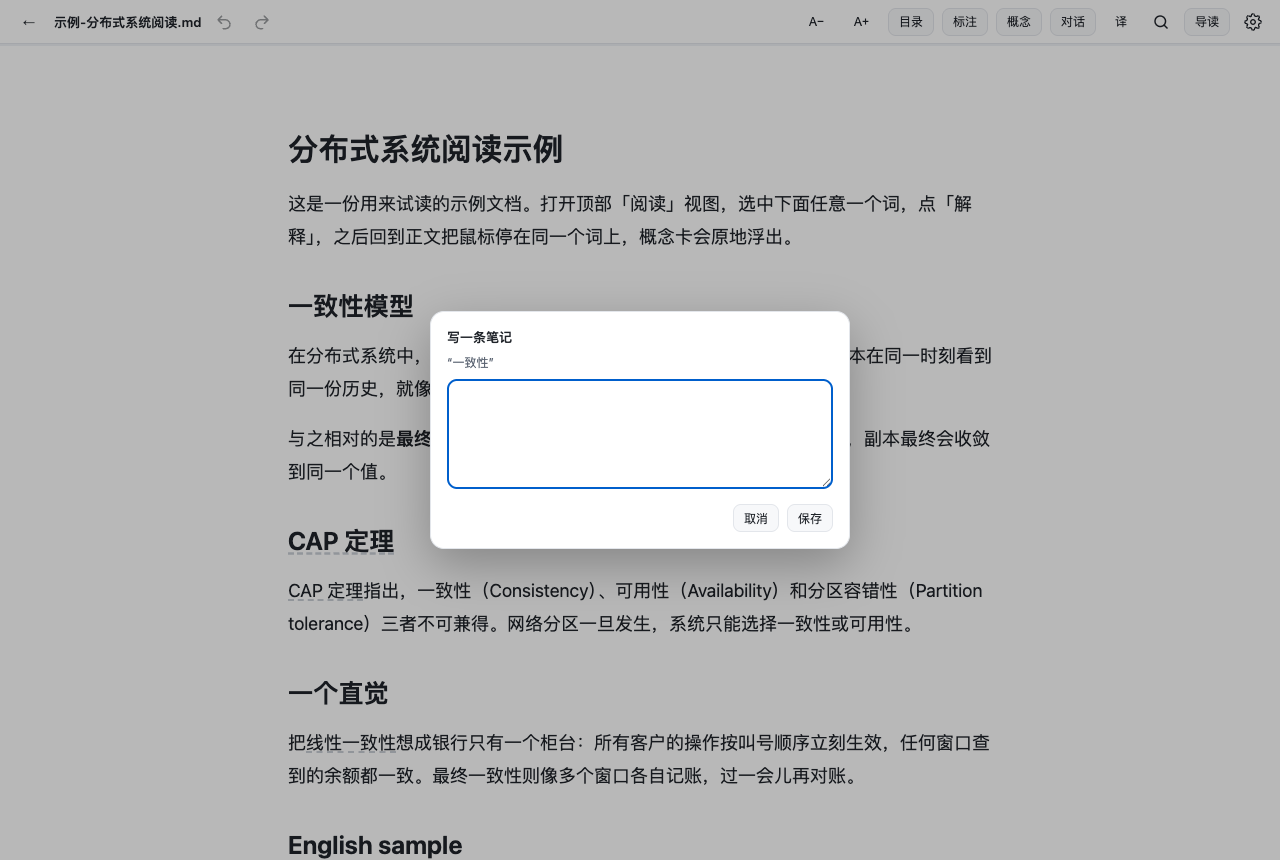 ← 示例-分布式系统阅读.md A− A+ 目录 标注 概念 对话 译 导读
分布式系统阅读示例
这是一份用来试读的示例文档。打开顶部「阅读」视图，选中下面任意一个词，点「解
释」，之后回到正文把鼠标停在同一个词上，概念卡会原地浮出。
一致性模型
在分布式系统中，
本在同一时刻看到
同一份历史，就像
与之相对的是最终
，副本最终会收敛
到同一个值。
写一条笔记
“一致性”
取消 保存
CAP 定理
CAP 定理指出，一致性（Consistency）、可用性（Availability）和分区容错性（Partition
tolerance）三者不可兼得。网络分区一旦发生，系统只能选择一致性或可用性。
一个直觉
把线性一致性想成银行只有一个柜台：所有客户的操作按叫号顺序立刻生效，任何窗口查
到的余额都一致。最终一致性则像多个窗口各自记账，过一会儿再对账。
English sample